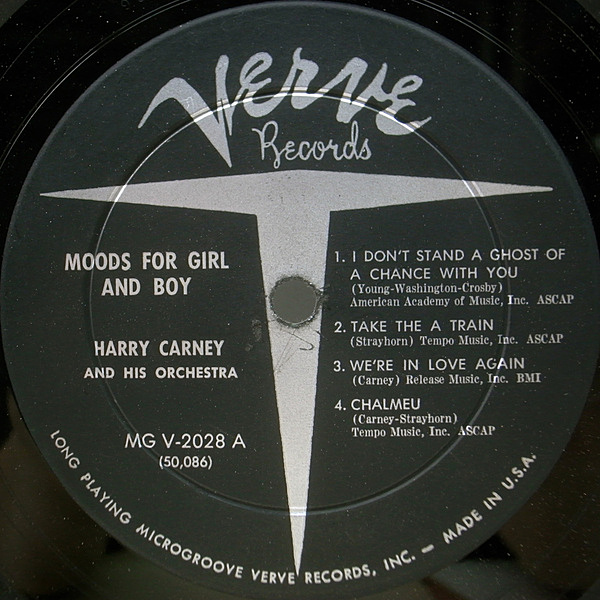 Verve
Records
MOODS FOR GIRL
AND BOY
HARRY CARNEY
AND HIS ORCHESTRA
MG V-2028 A
(50,086)
1. I DON'T STAND A GHOST OF
A CHANCE WITH YOU
(Young-Washington-Crosby)
American Academy of Music, Inc. ASCAP
2. TAKE THE A TRAIN
(Strayhorn) Tempo Music, Inc. ASCAP
3. WE'RE IN LOVE AGAIN
(Carney) Release Music, Inc. BMI
4. CHALMEU
(Carney-Strayhorn)
Tempo Music, Inc. ASCAP
LONG PLAYING MICROGROOVE VERVE RECORDS, INC. — MADE IN U.S.A.